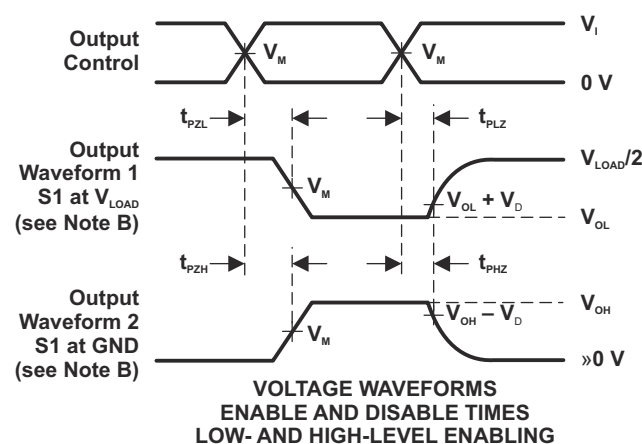 Output
Control
V_M
V_M
V_I
0 V
t_PZL
t_PLZ
Output
Waveform 1
S1 at V_LOAD
(see Note B)
V_M
V_OL + V_D
V_LOAD/2
V_OL
t_PZH
t_PHZ
Output
Waveform 2
S1 at GND
(see Note B)
V_M
V_OH – V_D
V_OH
»0 V
VOLTAGE WAVEFORMS
ENABLE AND DISABLE TIMES
LOW- AND HIGH-LEVEL ENABLING